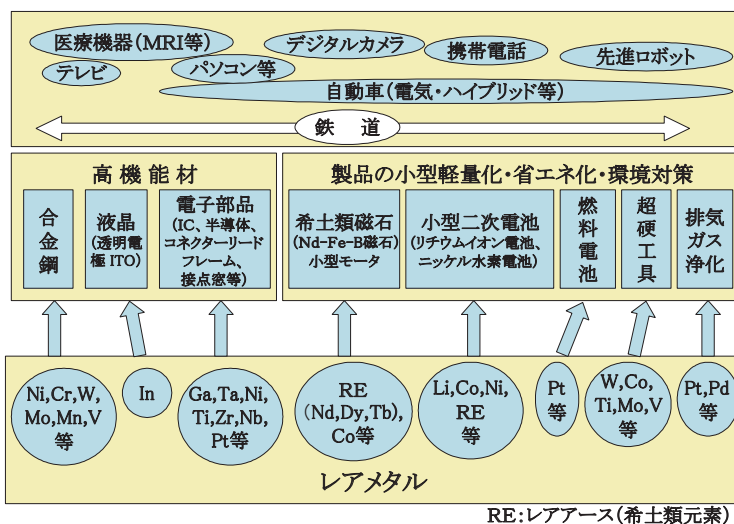 医療機器(MRI等)
デジタルカメラ
携帯電話
先進ロボット
テレビ
パソコン等
自動車(電気・ハイブリッド等)
鉄 道
高機能材
合金鋼
液晶
(透明電
極ITO)
電子部品
(IC、半導体、
コネクターリード
フレーム、
接点窓等)
製品の小型軽量化・省エネ化・環境対策
希土類磁石
(Nd-Fe-B磁石)
小型モータ
小型二次電池
(リチウムイオン電池、
ニッケル水素電池)
燃料電池
超硬工具
排気
ガス
浄化
Ni,Cr,W,
Mo,Mn,V
等
In
Ga,Ta,Ni,
Ti,Zr,Nb,
Pt等
RE
(Nd,Dy,Tb),
Co等
Li,Co,Ni,
RE
等
Pt
等
W,Co,
Ti,Mo,V
等
Pt,Pd
等
レアメタル
RE:レアアース(希土類元素)